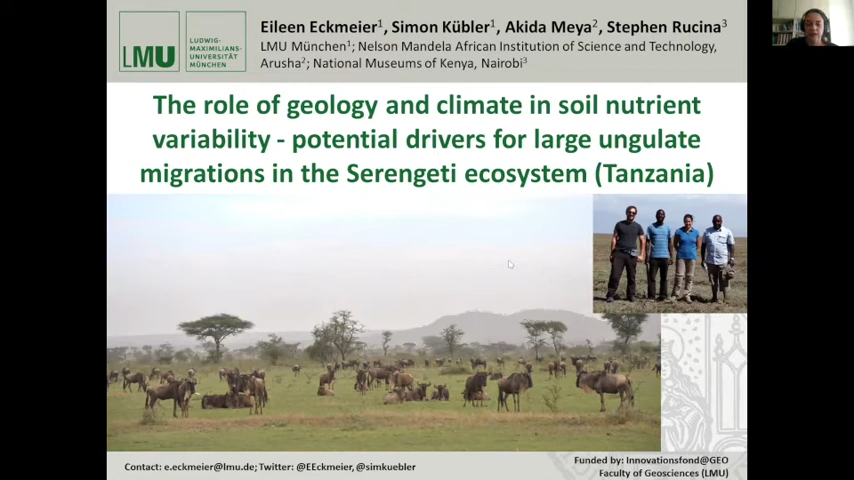 LMU
LUDWIG-
MAXIMILIANS-
UNIVERSITÄT
MÜNCHEN
Eileen Eckmeier¹, Simon Kübler¹, Akida Meya², Stephen Rucina³
LMU München¹; Nelson Mandela African Institution of Science and Technology,
Arusha²; National Museums of Kenya, Nairobi³
The role of geology and climate in soil nutrient
variability - potential drivers for large ungulate
migrations in the Serengeti ecosystem (Tanzania)
Contact: e.eckmeier@lmu.de; Twitter: @EEckmeier, @simkuebler
Funded by: Innovationsfond@GEO
Faculty of Geosciences (LMU)